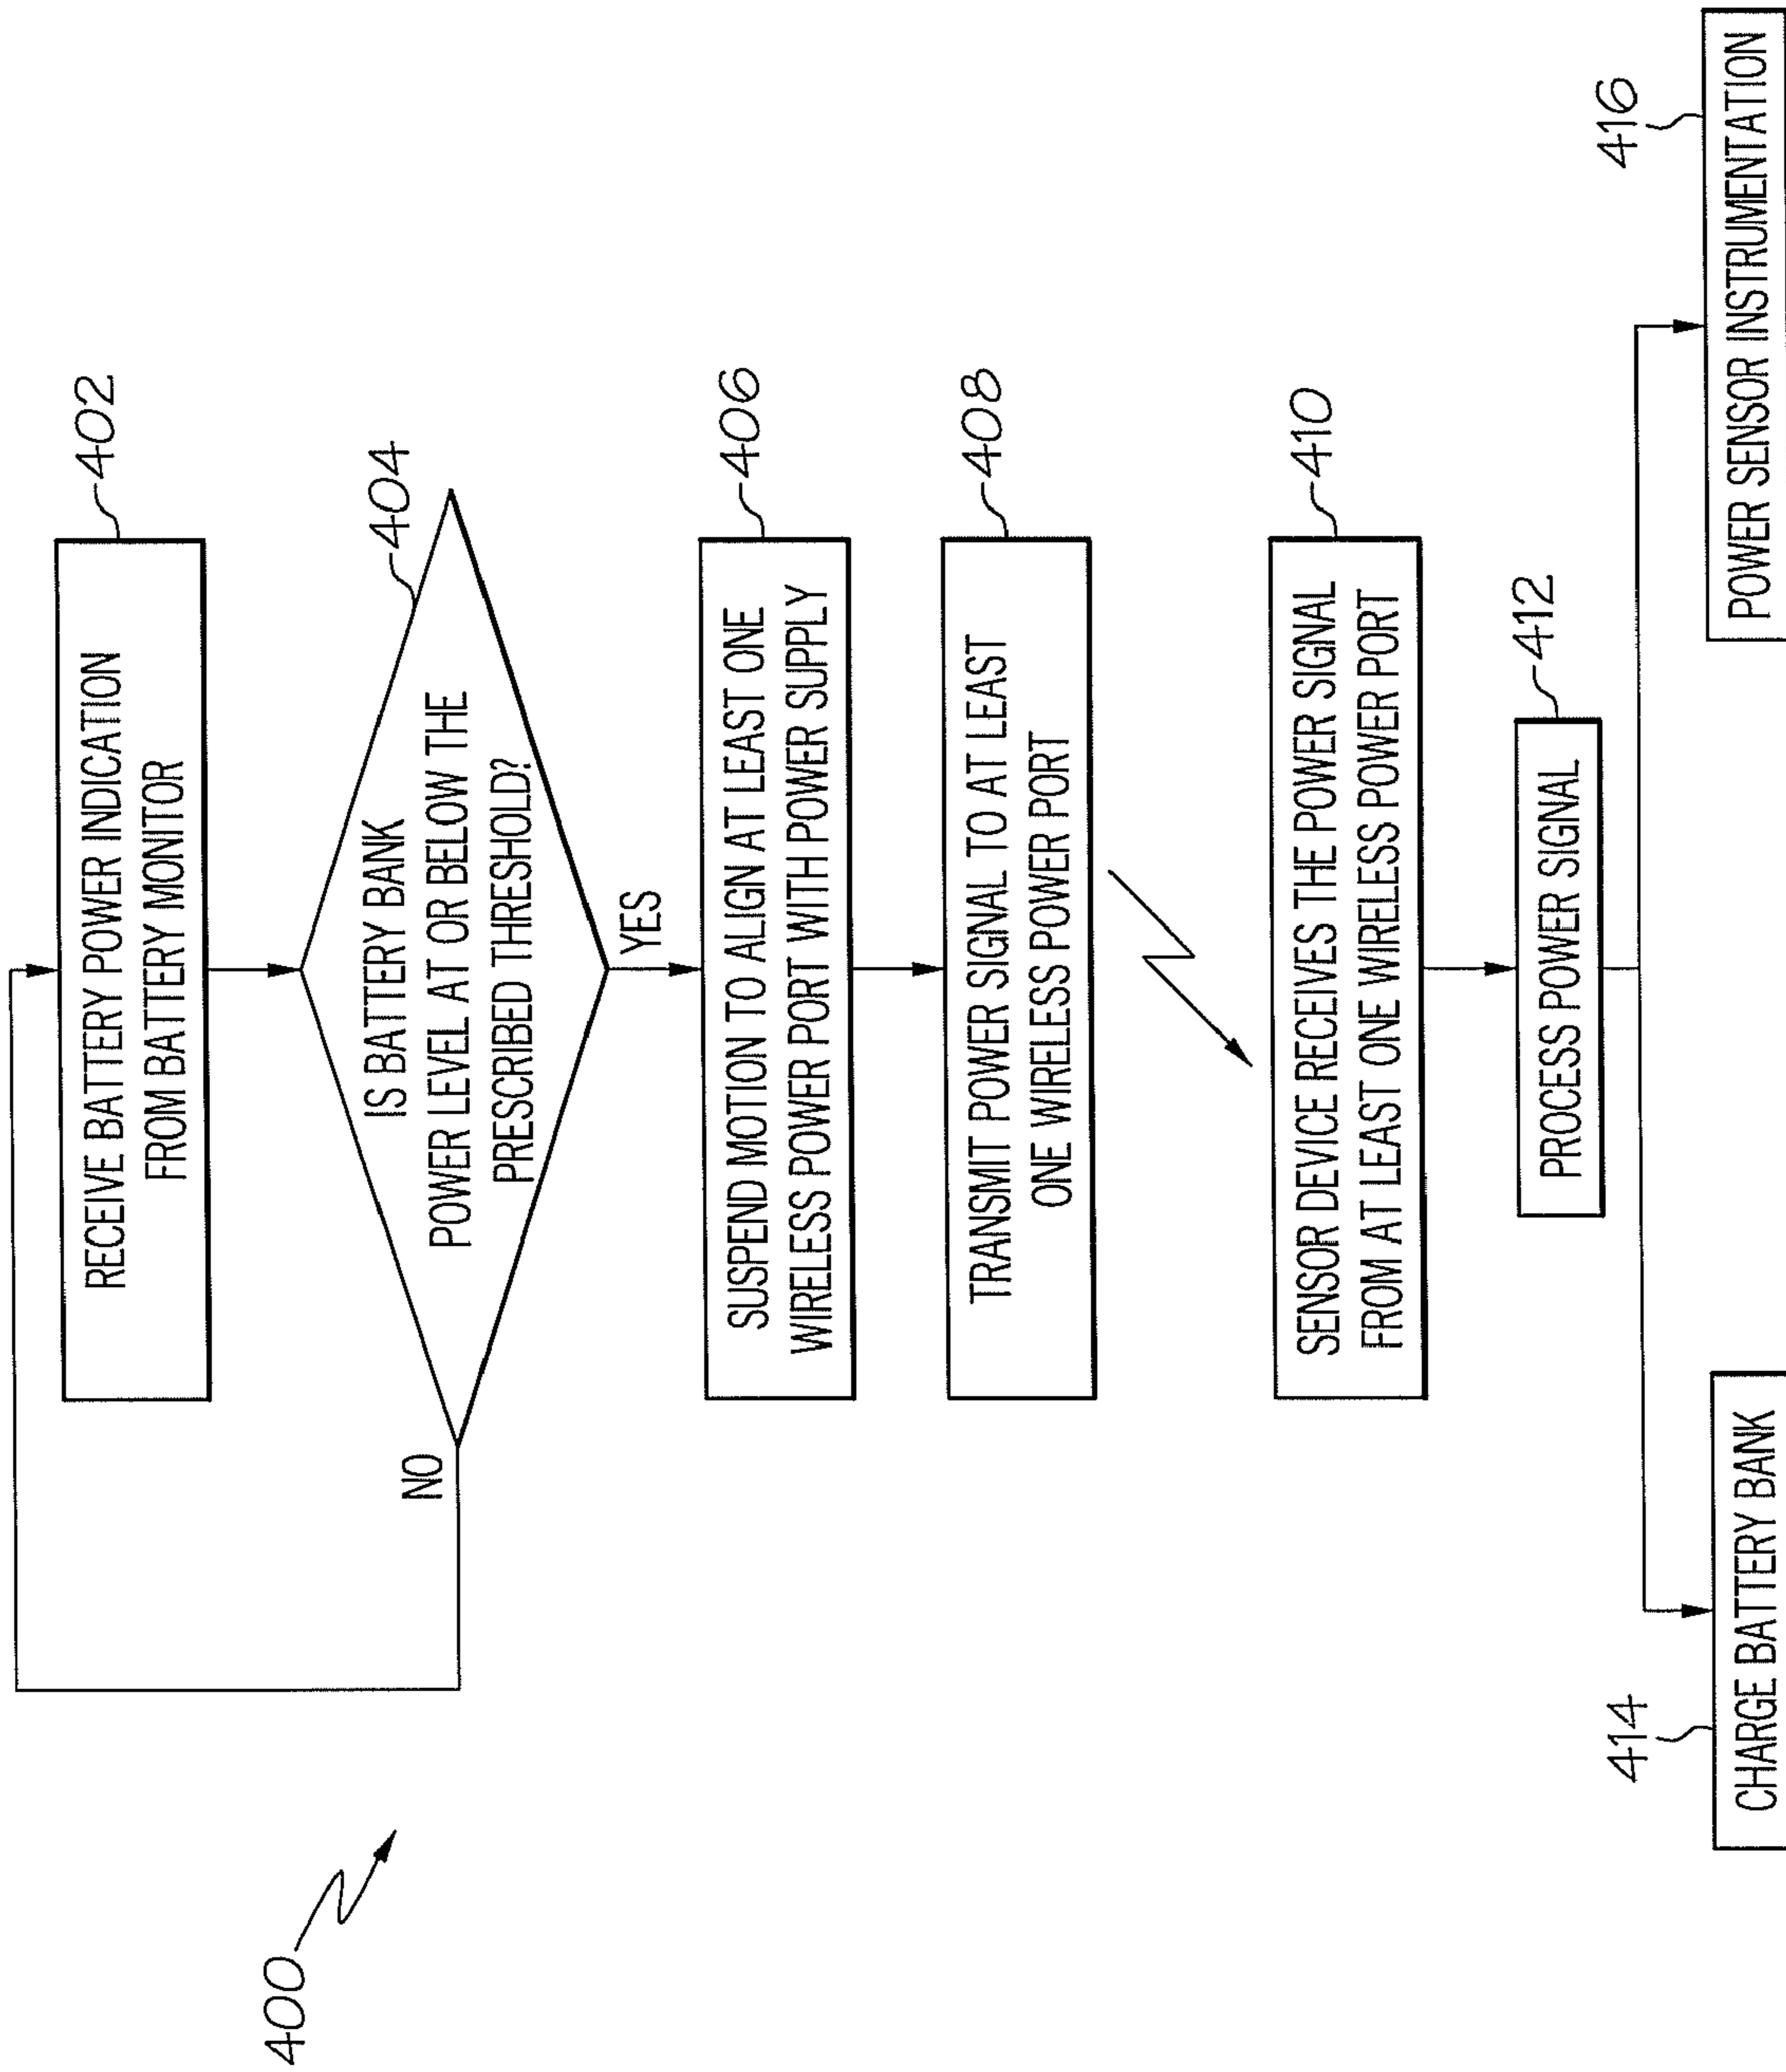 400
402
RECEIVE BATTERY POWER INDICATION
FROM BATTERY MONITOR
404
IS BATTERY BANK
POWER LEVEL AT OR BELOW THE
PRESCRIBED THRESHOLD?
NO
YES
406
SUSPEND MOTION TO ALIGN AT LEAST ONE
WIRELESS POWER PORT WITH POWER SUPPLY
408
TRANSMIT POWER SIGNAL TO AT LEAST
ONE WIRELESS POWER PORT
410
SENSOR DEVICE RECEIVES THE POWER SIGNAL
FROM AT LEAST ONE WIRELESS POWER PORT
412
PROCESS POWER SIGNAL
414
CHARGE BATTERY BANK
416
POWER SENSOR INSTRUMENTATION